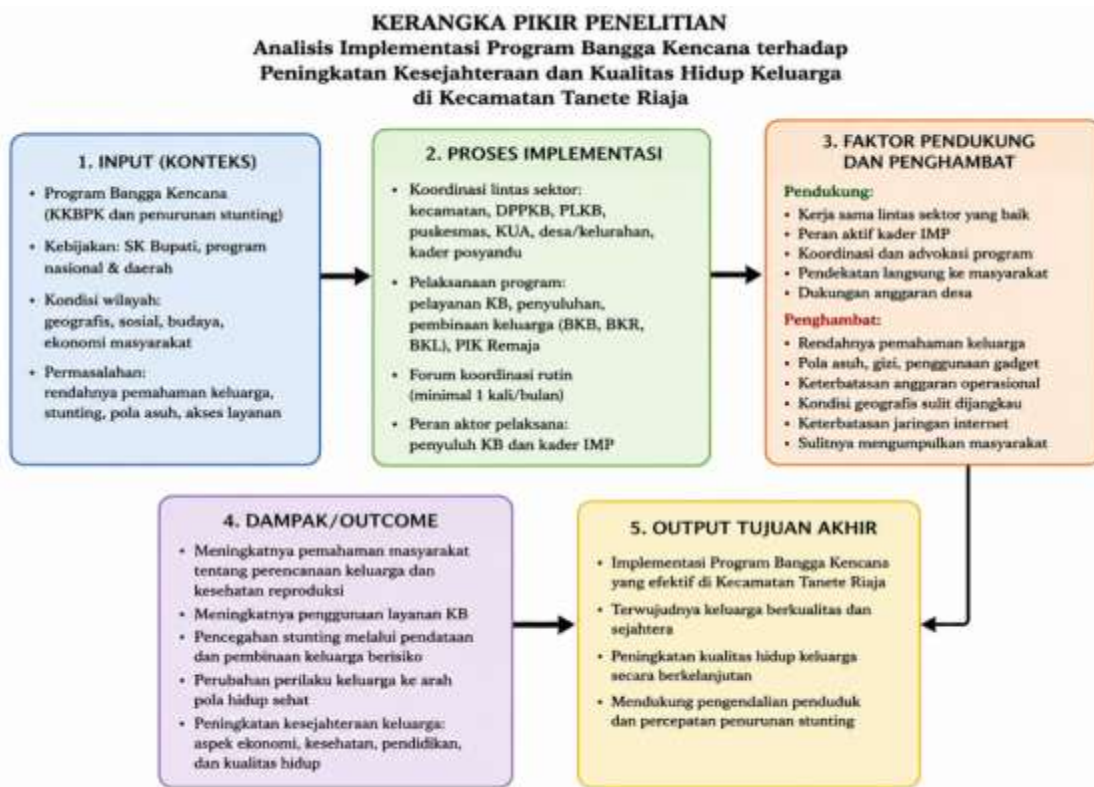 KERANGKA PIKIR PENELITIAN
Analisis Implementasi Program Bangga Kencana terhadap
Peningkatan Kesejahteraan dan Kualitas Hidup Keluarga
di Kecamatan Tanete Riaja
1. INPUT (KONTEKS)
• Program Bangga Kencana
(KKBPK dan penurunan stunting)
• Kebijakan: SK Bupati, program
nasional & daerah
• Kondisi wilayah:
geografis, sosial, budaya,
ekonomi masyarakat
• Permasalahan:
rendahnya pemahaman keluarga,
stunting, pola asuh, akses layanan
2. PROSES IMPLEMENTASI
• Koordinasi lintas sektor:
kecamatan, DPPKB, PLKB,
puskesmas, KUA, desa/kelurahan,
kader posyandu
• Pelaksanaan program:
pelayanan KB, penyuluhan,
pembinaan keluarga (BKB, BKR,
BKL), PIK Remaja
• Forum koordinasi rutin
(minimal 1 kali/bulan)
• Peran aktor pelaksana:
penyuluh KB dan kader IMP
3. FAKTOR PENDUKUNG
DAN PENGHAMBAT
Pendukung:
• Kerja sama lintas sektor yang baik
• Peran aktif kader IMP
• Koordinasi dan advokasi program
• Pendekatan langsung ke masyarakat
• Dukungan anggaran desa
Penghambat:
• Rendahnya pemahaman keluarga
• Pola asuh, gizi, penggunaan gadget
• Keterbatasan anggaran operasional
• Kondisi geografis sulit dijangkau
• Keterbatasan jaringan internet
• Sulitnya mengumpulkan masyarakat
4. DAMPAK/OUTCOME
• Meningkatnya pemahaman masyarakat
tentang perencanaan keluarga dan
kesehatan reproduksi
• Meningkatnya penggunaan layanan KB
• Pencegahan stunting melalui pendataan
dan pembinaan keluarga berisiko
• Perubahan perilaku keluarga ke arah
pola hidup sehat
• Peningkatan kesejahteraan keluarga:
aspek ekonomi, kesehatan, pendidikan,
dan kualitas hidup
5. OUTPUT TUJUAN AKHIR
• Implementasi Program Bangga Kencana
yang efektif di Kecamatan Tanete Riaja
• Terwujudnya keluarga berkualitas dan
sejahtera
• Peningkatan kualitas hidup keluarga
secara berkelanjutan
• Mendukung pengendalian penduduk
dan percepatan penurunan stunting